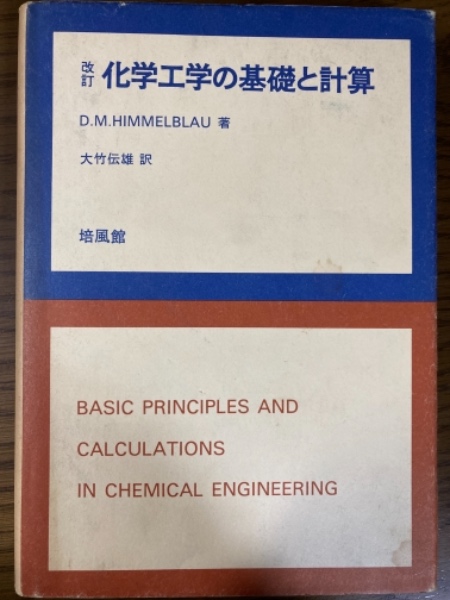 改訂 化学工学の基礎と計算
D.M.HIMMELBLAU 著
大竹伝雄 訳
培風館
BASIC PRINCIPLES AND
CALCULATIONS
IN CHEMICAL ENGINEERING